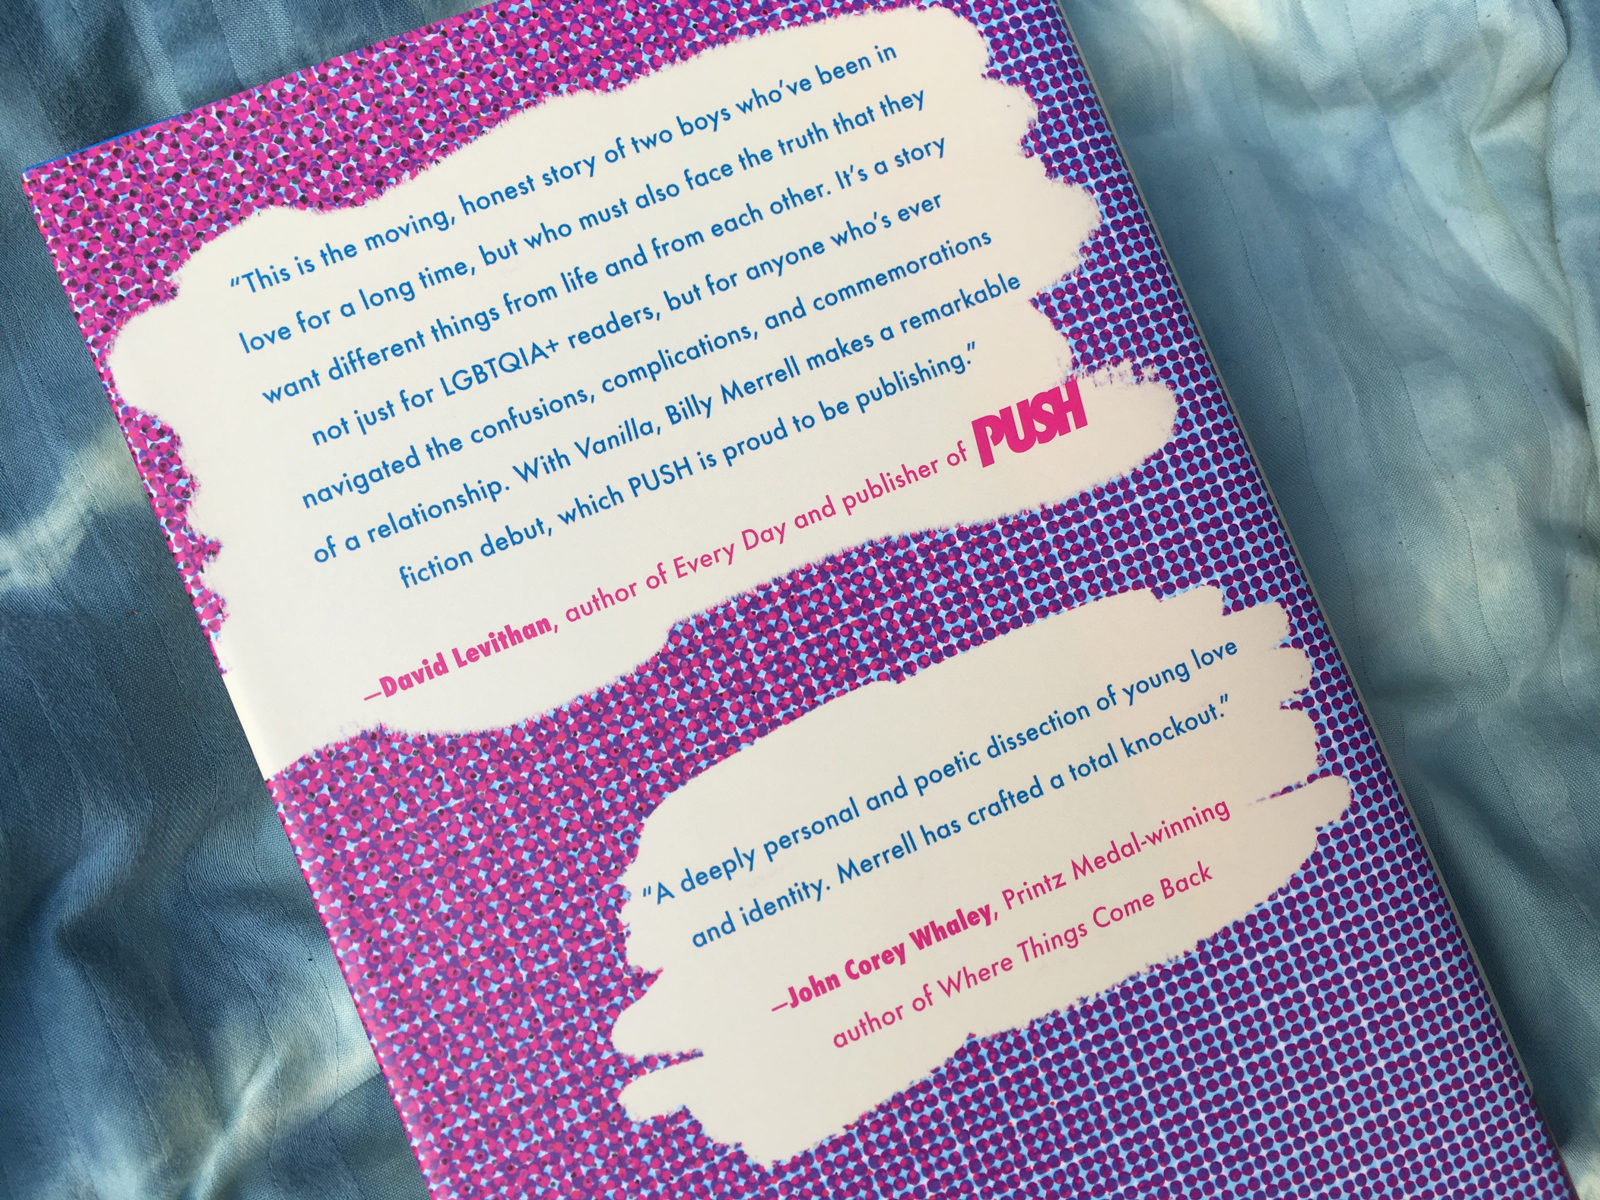 “This is the moving, honest story of two boys who’ve been in
love for a long time, but who must also face the truth that they
want different things from life and from each other. It’s a story
not just for LGBTQIA+ readers, but for anyone who’s ever
navigated the confusions, complications, and commemorations
of a relationship. With Vanilla, Billy Merrell makes a remarkable
fiction debut, which PUSH is proud to be publishing.”
—David Levithan, author of Every Day and publisher of PUSH
“A deeply personal and poetic dissection of young love
and identity. Merrell has crafted a total knockout.”
—John Corey Whaley, Printz Medal-winning
author of Where Things Come Back